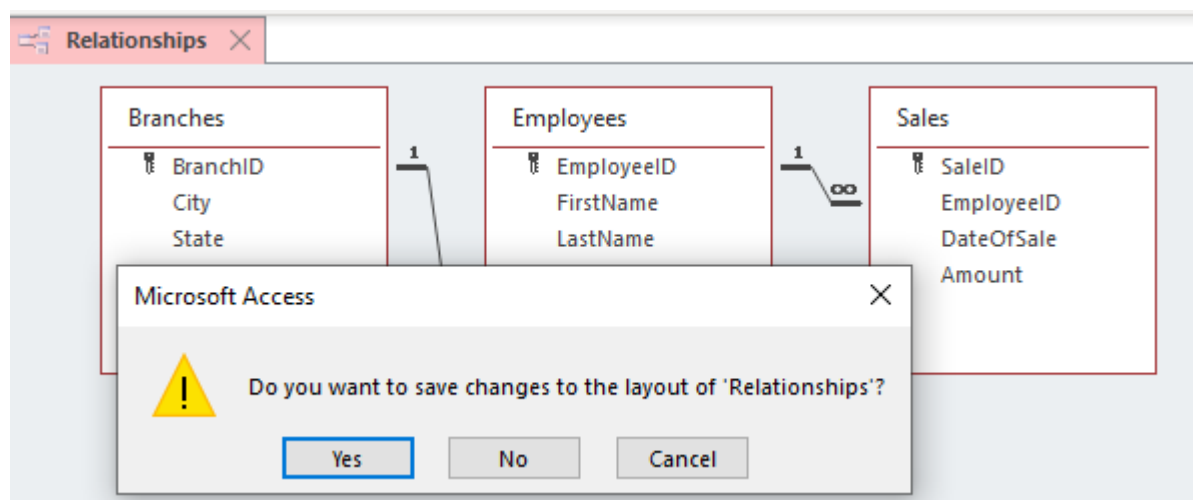 Relationships
Branches
BranchID
City
State
1
Employees
EmployeeID
FirstName
LastName
1
∞
Sales
SaleID
EmployeeID
DateOfSale
Amount
Microsoft Access
Do you want to save changes to the layout of 'Relationships'?
Yes
No
Cancel